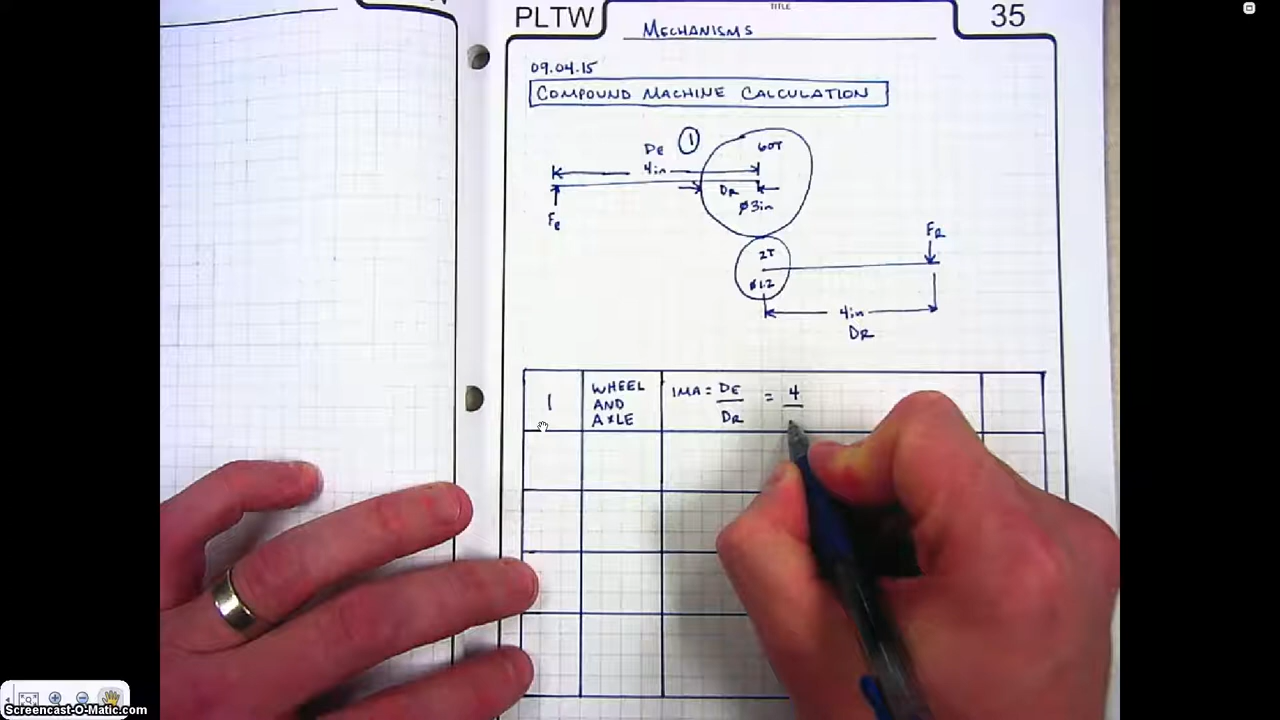 PLTW
TITLE
35
MECHANISMS
09.04.15
COMPOUND MACHINE CALCULATION
DE
1
60T
4in
DR
Ø3in
Fe
FR
2T
Ø1.2
4in
DR
1
WHEEL
AND
AXLE
IMA = DE
DR
= 4
Screencast-O-Matic.com